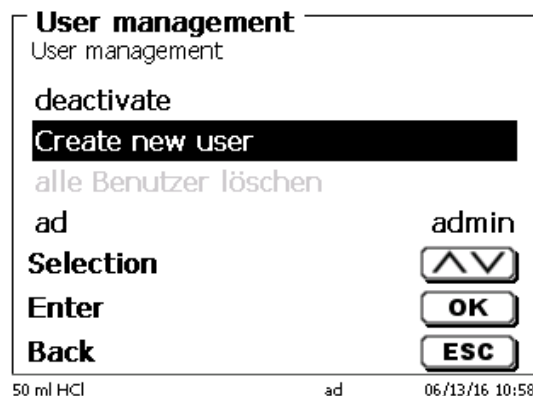 User management
User management
deactivate
Create new user
alle Benutzer löschen
ad admin
Selection
Enter OK
Back ESC
50 ml HCl ad 06/13/16 10:58